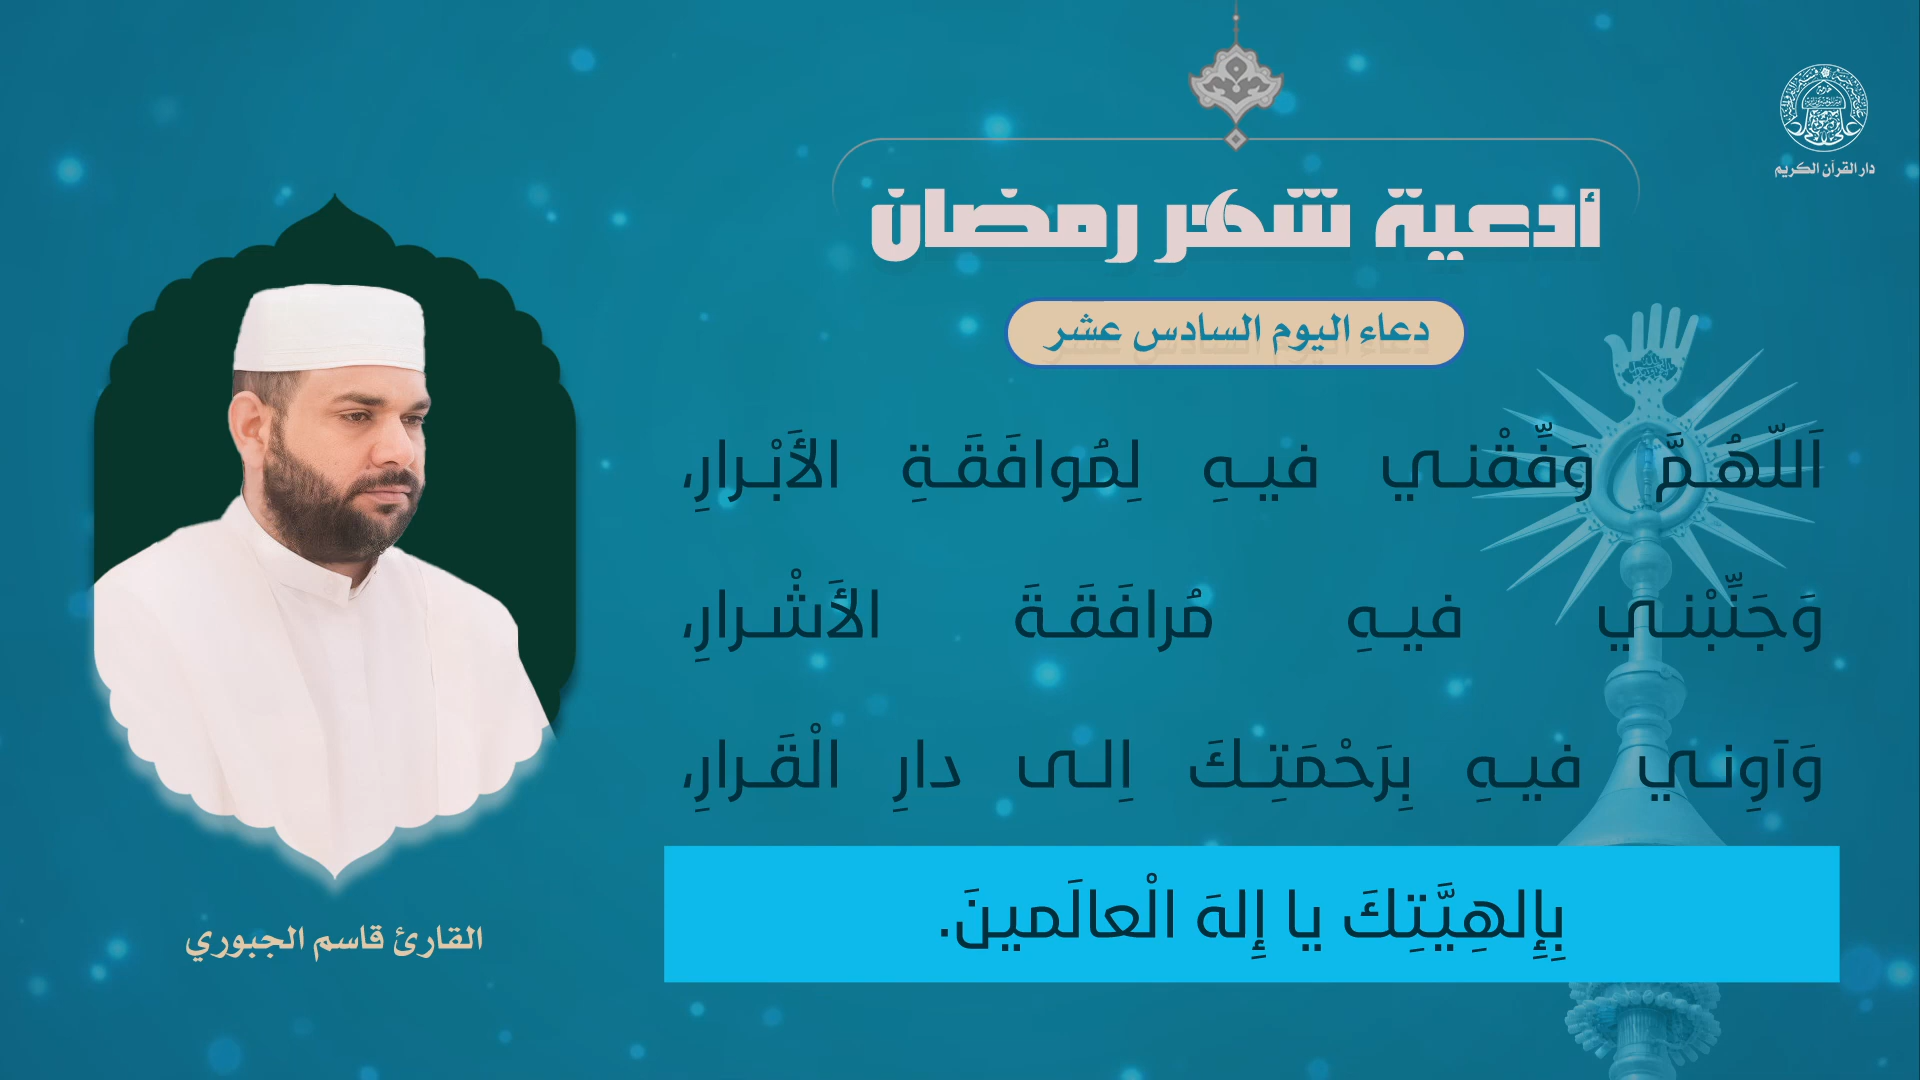 دار القرآن الكريم
أدعية شهر رمضان
دعاء اليوم السادس عشر
اَللّهُمَّ وَفِّقْني فيهِ لِمُوافَقَةِ الأَبْرارِ،
وَجَنِّبْني فيهِ مُرافَقَةَ الأَشْرارِ،
وَآوِني فيهِ بِرَحْمَتِكَ اِلى دارِ الْقَرارِ،
بِإِلهِيَّتِكَ يا إِلهَ الْعالَمينَ.
القارئ قاسم الجبوري